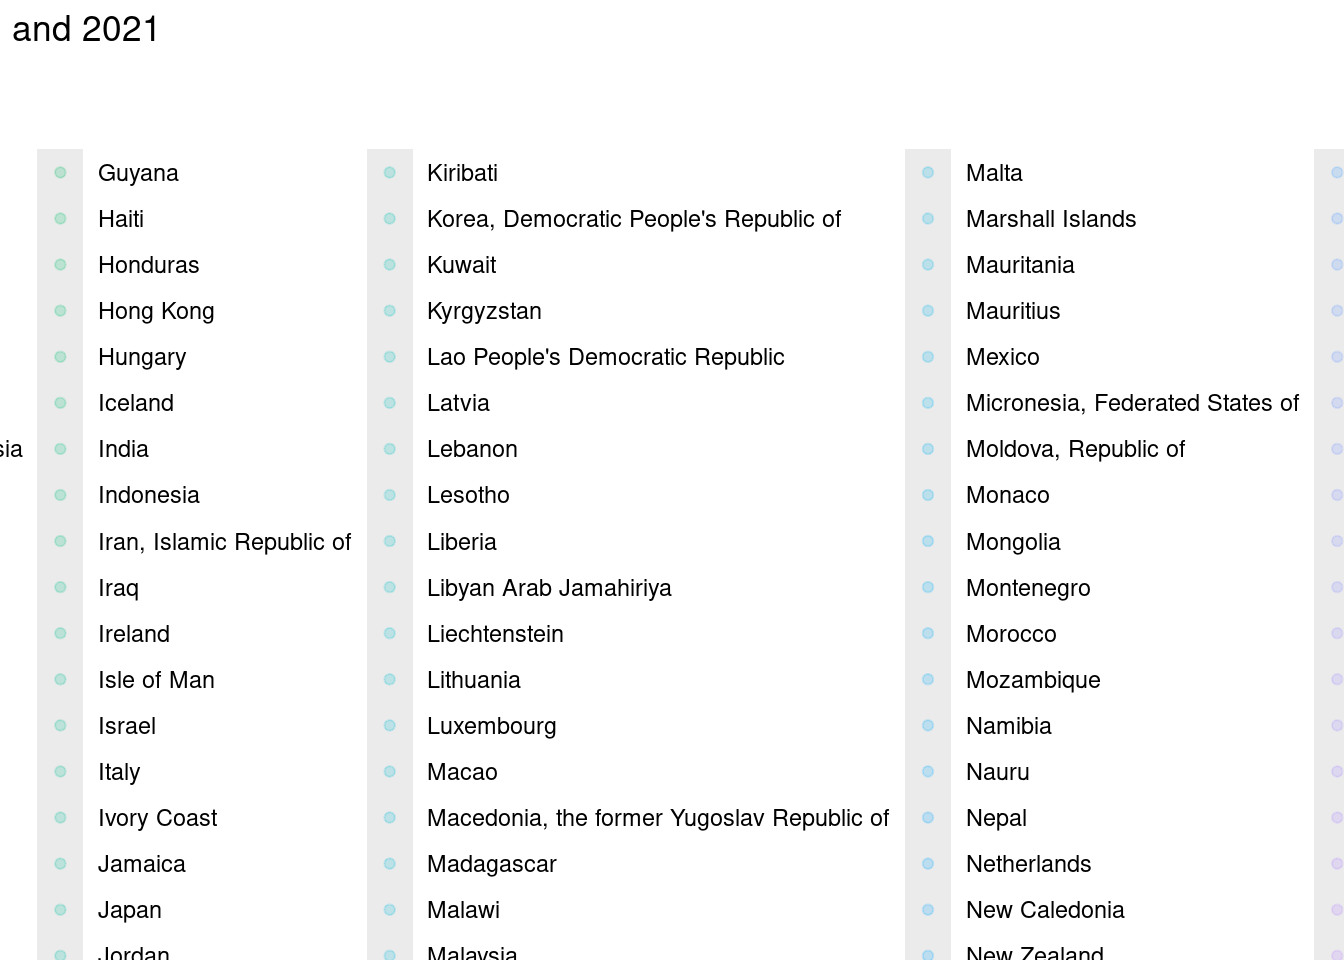 and 2021
sia
Guyana
Haiti
Honduras
Hong Kong
Hungary
Iceland
India
Indonesia
Iran, Islamic Republic of
Iraq
Ireland
Isle of Man
Israel
Italy
Ivory Coast
Jamaica
Japan
Jordan
Kiribati
Korea, Democratic People's Republic of
Kuwait
Kyrgyzstan
Lao People's Democratic Republic
Latvia
Lebanon
Lesotho
Liberia
Libyan Arab Jamahiriya
Liechtenstein
Lithuania
Luxembourg
Macao
Macedonia, the former Yugoslav Republic of
Madagascar
Malawi
Malaysia
Malta
Marshall Islands
Mauritania
Mauritius
Mexico
Micronesia, Federated States of
Moldova, Republic of
Monaco
Mongolia
Montenegro
Morocco
Mozambique
Namibia
Nauru
Nepal
Netherlands
New Caledonia
New Zealand